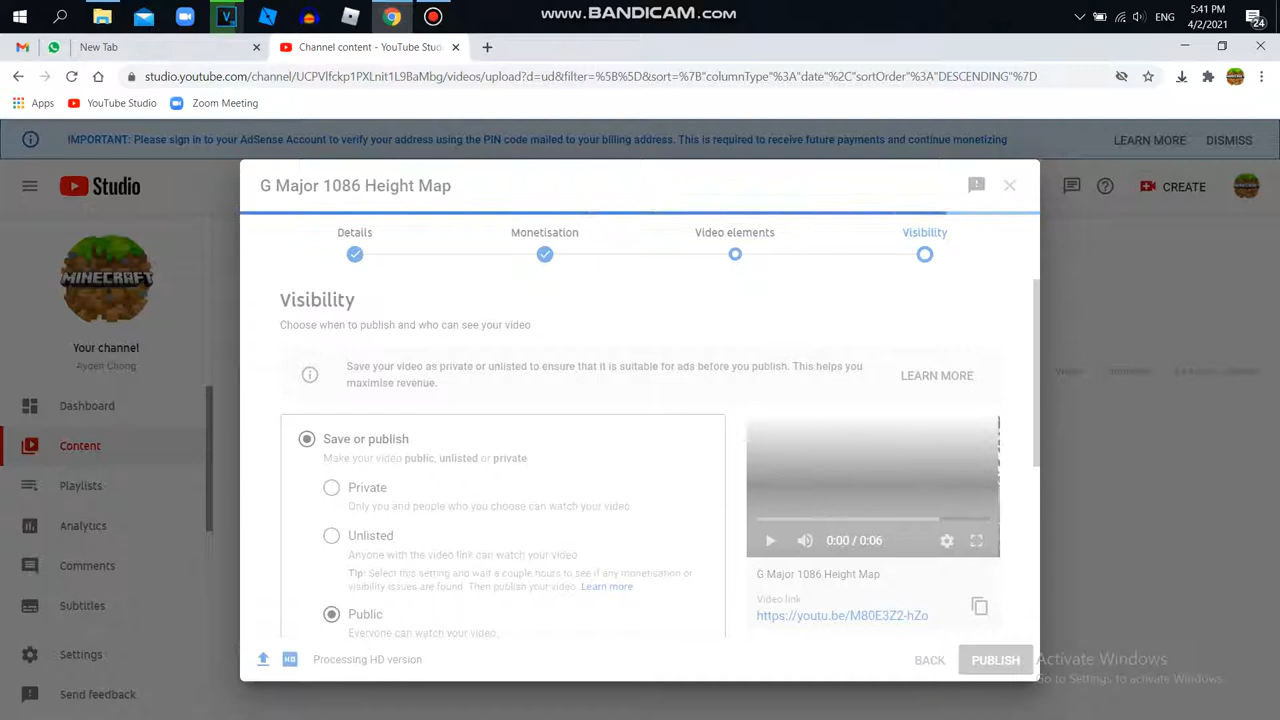 www.BANDICAM.com
5:41 PM
ENG
4/2/2021
24
New Tab
Channel content - YouTube Stud
studio.youtube.com/channel/UCPVlfckp1PXLnit1L9BaMbg/videos/upload?d=ud&filter=%5B%5D&sort=%7B"columnType"%3A"date"%2C"sortOrder"%3A"DESCENDING"%7D
Apps
YouTube Studio
Zoom Meeting
IMPORTANT: Please sign in to your AdSense Account to verify your address using the PIN code mailed to your billing address. This is required to receive future payments and continue monetizing
LEARN MORE
DISMISS
Studio
CREATE
MINECRAFT
Your channel
Ayden Chong
Dashboard
Content
Playlists
Analytics
Comments
Subtitles
Settings
Send feedback
G Major 1086 Height Map
Details
Monetisation
Video elements
Visibility
Visibility
Choose when to publish and who can see your video
Save your video as private or unlisted to ensure that it is suitable for ads before you publish. This helps you
maximise revenue.
LEARN MORE
Save or publish
Make your video public, unlisted or private
Private
Only you and people who you choose can watch your video
Unlisted
Anyone with the video link can watch your video
Tip: Select this setting and wait a couple hours to see if any monetisation or
visibility issues are found. Then publish your video. Learn more
Public
Everyone can watch your video
0:00 / 0:06
G Major 1086 Height Map
Video link
https://youtu.be/M80E3Z2-hZo
HD
Processing HD version
BACK
PUBLISH
Activate Windows
Go to Settings to activate Windows.